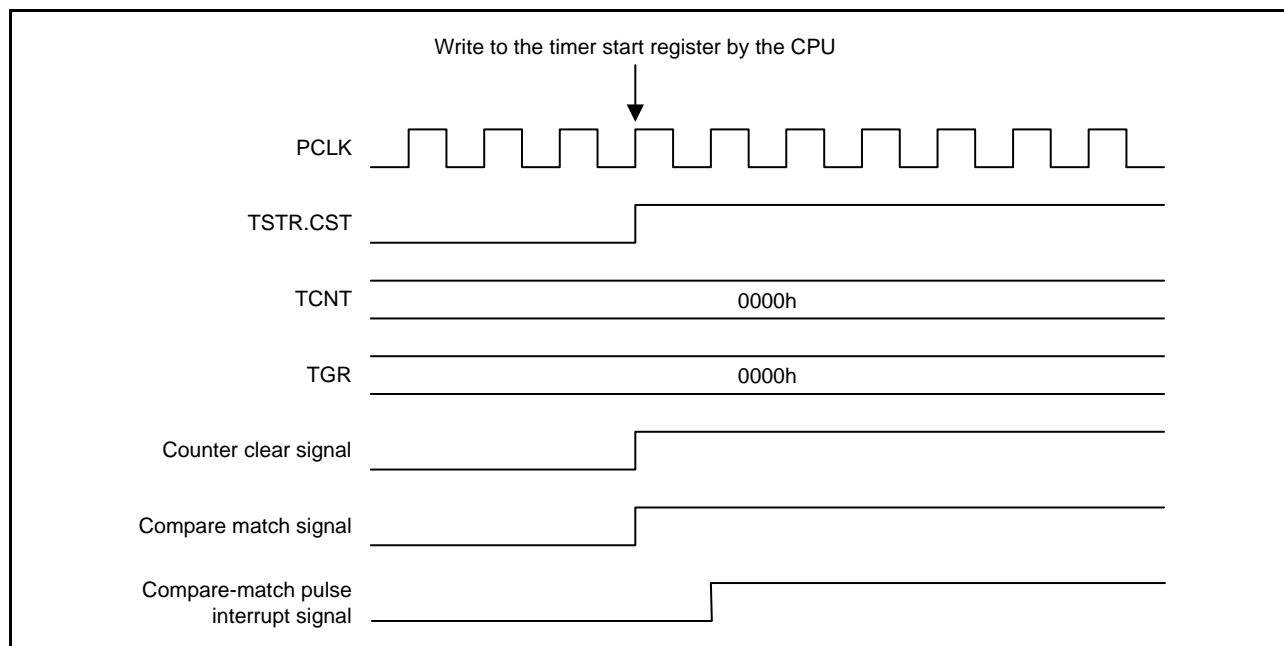 Write to the timer start register by the CPU
PCLK
TSTR.CST
TCNT
0000h
TGR
0000h
Counter clear signal
Compare match signal
Compare-match pulse
interrupt signal